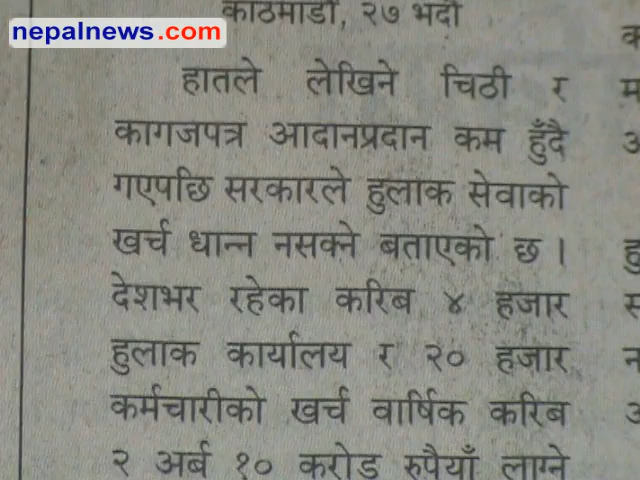 nepalnews.com
काठमाडौं, २७ भदौ
हातले लेखिने चिठी र
कागजपत्र आदानप्रदान कम हुँदै
गएपछि सरकारले हुलाक सेवाको
खर्च धान्न नसक्ने बताएको छ ।
देशभर रहेका करिब ४ हजार
हुलाक कार्यालय र २० हजार
कर्मचारीको खर्च वार्षिक करिब
२ अर्ब १० करोड रुपैयाँ लाग्ने